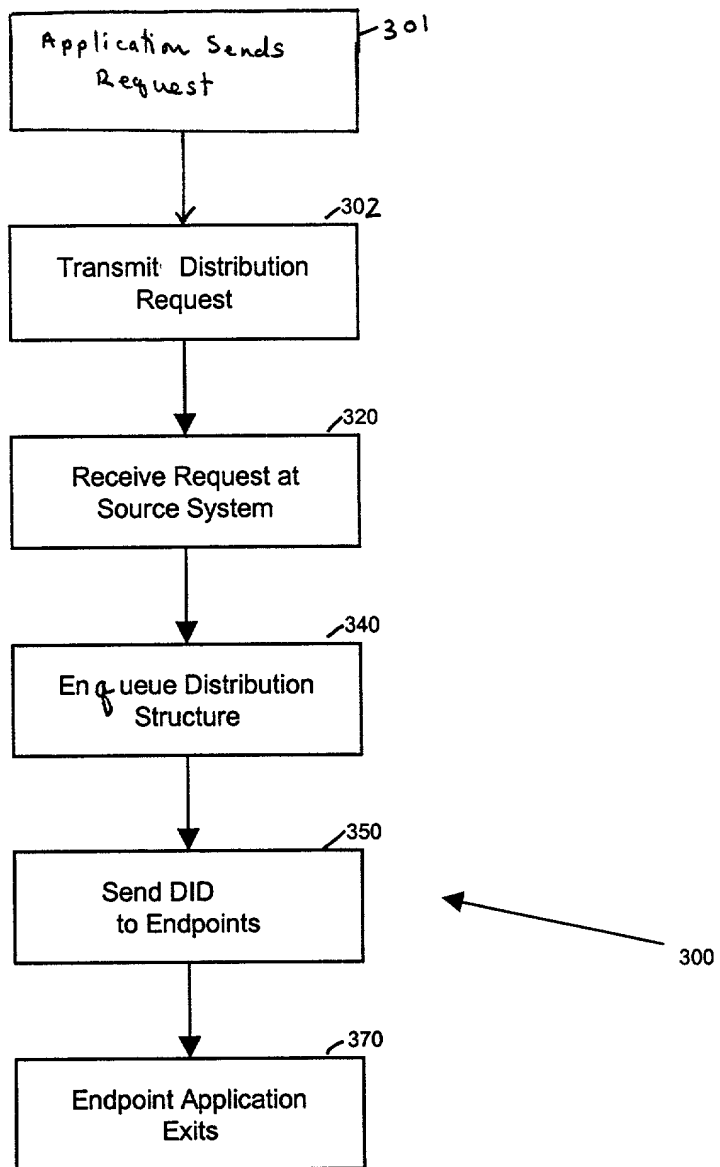 301
Application Sends
Request
302
Transmit Distribution
Request
320
Receive Request at
Source System
340
Enqueue Distribution
Structure
350
Send DID
to Endpoints
300
370
Endpoint Application
Exits